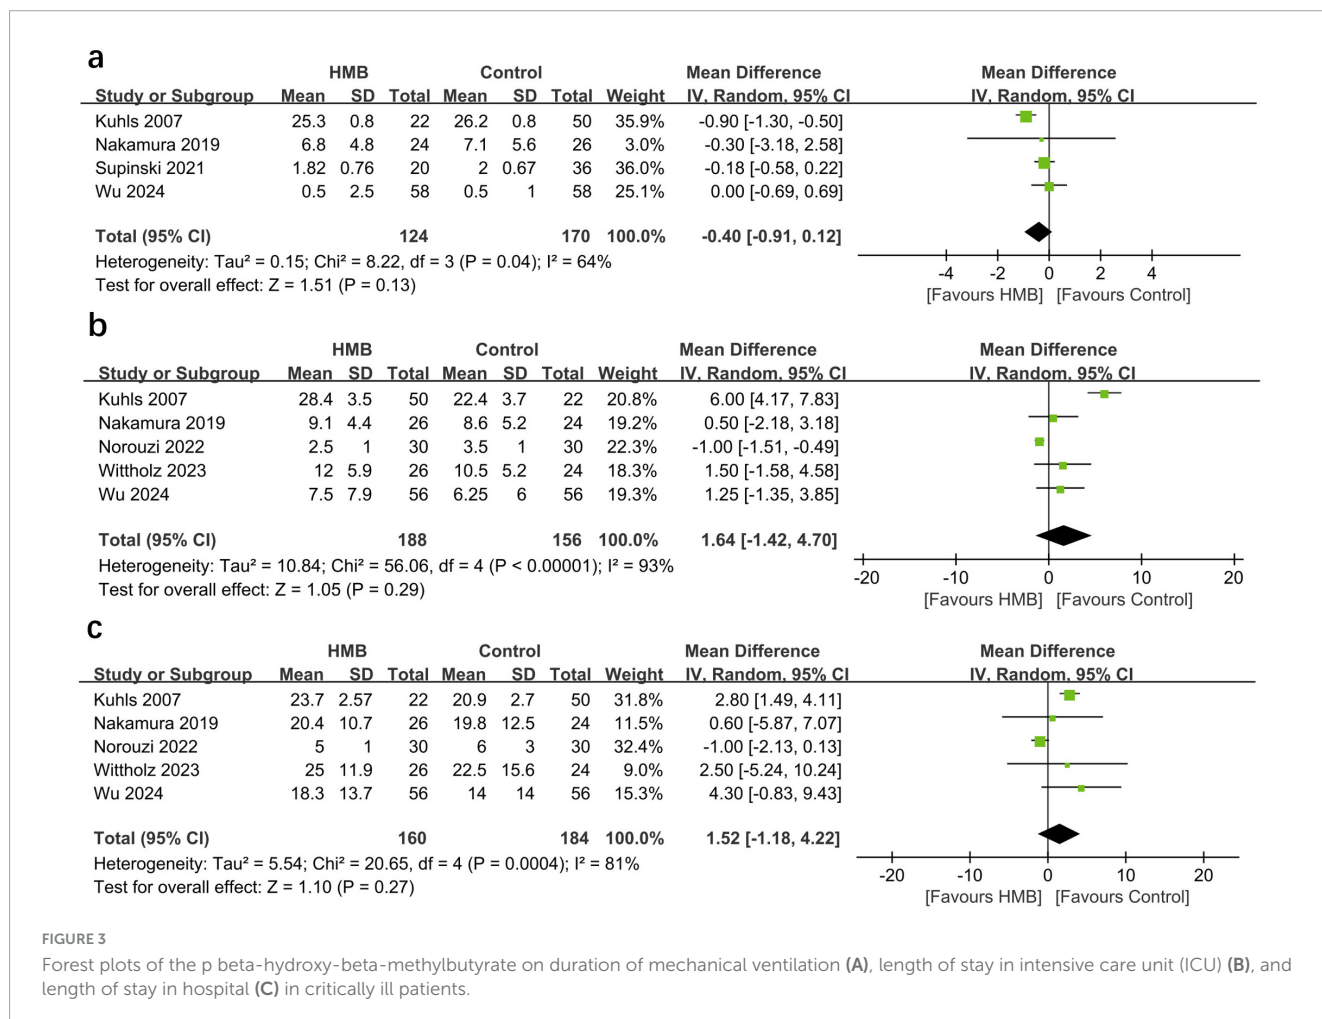 a
HMB Control Mean Difference Mean Difference
Study or Subgroup Mean SD Total Mean SD Total Weight IV, Random, 95% CI IV, Random, 95% CI
Kuhls 2007 25.3 0.8 22 26.2 0.8 50 35.9% -0.90 [-1.30, -0.50]
Nakamura 2019 6.8 4.8 24 7.1 5.6 26 3.0% -0.30 [-3.18, 2.58]
Supinski 2021 1.82 0.76 20 2 0.67 36 36.0% -0.18 [-0.58, 0.22]
Wu 2024 0.5 2.5 58 0.5 1 58 25.1% 0.00 [-0.69, 0.69]
Total (95% CI) 124 170 100.0% -0.40 [-0.91, 0.12]
Heterogeneity: Tau² = 0.15; Chi² = 8.22, df = 3 (P = 0.04); I² = 64%
Test for overall effect: Z = 1.51 (P = 0.13)
-4 -2 0 2 4
[Favours HMB] [Favours Control]
b
HMB Control Mean Difference Mean Difference
Study or Subgroup Mean SD Total Mean SD Total Weight IV, Random, 95% CI IV, Random, 95% CI
Kuhls 2007 28.4 3.5 50 22.4 3.7 22 20.8% 6.00 [4.17, 7.83]
Nakamura 2019 9.1 4.4 26 8.6 5.2 24 19.2% 0.50 [-2.18, 3.18]
Norouzi 2022 2.5 1 30 3.5 1 30 22.3% -1.00 [-1.51, -0.49]
Wittholz 2023 12 5.9 26 10.5 5.2 24 18.3% 1.50 [-1.58, 4.58]
Wu 2024 7.5 7.9 56 6.25 6 56 19.3% 1.25 [-1.35, 3.85]
Total (95% CI) 188 156 100.0% 1.64 [-1.42, 4.70]
Heterogeneity: Tau² = 10.84; Chi² = 56.06, df = 4 (P < 0.00001); I² = 93%
Test for overall effect: Z = 1.05 (P = 0.29)
-20 -10 0 10 20
[Favours HMB] [Favours Control]
c
HMB Control Mean Difference Mean Difference
Study or Subgroup Mean SD Total Mean SD Total Weight IV, Random, 95% CI IV, Random, 95% CI
Kuhls 2007 23.7 2.57 22 20.9 2.7 50 31.8% 2.80 [1.49, 4.11]
Nakamura 2019 20.4 10.7 26 19.8 12.5 24 11.5% 0.60 [-5.87, 7.07]
Norouzi 2022 5 1 30 6 3 30 32.4% -1.00 [-2.13, 0.13]
Wittholz 2023 25 11.9 26 22.5 15.6 24 9.0% 2.50 [-5.24, 10.24]
Wu 2024 18.3 13.7 56 14 14 56 15.3% 4.30 [-0.83, 9.43]
Total (95% CI) 160 184 100.0% 1.52 [-1.18, 4.22]
Heterogeneity: Tau² = 5.54; Chi² = 20.65, df = 4 (P = 0.0004); I² = 81%
Test for overall effect: Z = 1.10 (P = 0.27)
-20 -10 0 10 20
[Favours HMB] [Favours Control]
FIGURE 3
Forest plots of the p beta-hydroxy-beta-methylbutyrate on duration of mechanical ventilation (A), length of stay in intensive care unit (ICU) (B), and
length of stay in hospital (C) in critically ill patients.